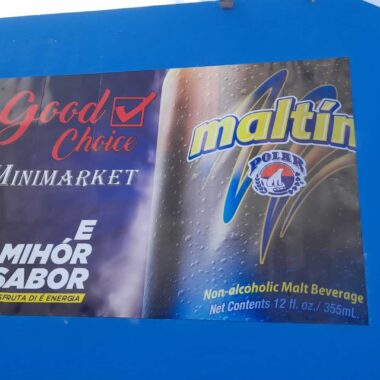 Good
Choice
MINIMARKET
E
MIHÓR
SABOR
SFRUTA DI E ENERGIA
maltín
POLAR
Non-alcoholic Malt Beverage
Net Contents 12 fl. oz./ 355mL.